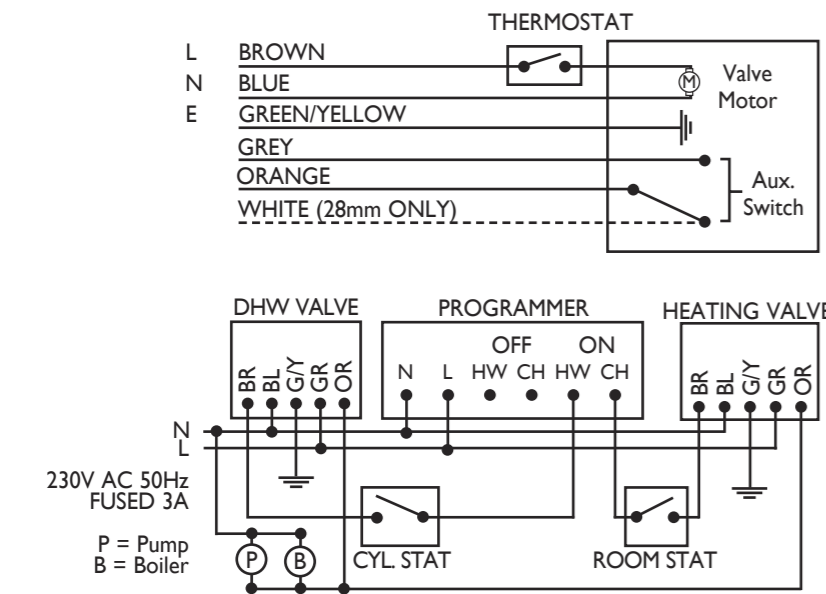 THERMOSTAT
L BROWN
N BLUE
E GREEN/YELLOW
GREY
ORANGE
WHITE (28mm ONLY)
M
Valve
Motor
Aux.
Switch
DHW VALVE
BR BL G/Y GR OR
PROGRAMMER
OFF ON
N L HW CH HW CH
HEATING VALVE
BR BL G/Y GR OR
N
L
230V AC 50Hz
FUSED 3A
P = Pump
B = Boiler
P
B
CYL. STAT
ROOM STAT